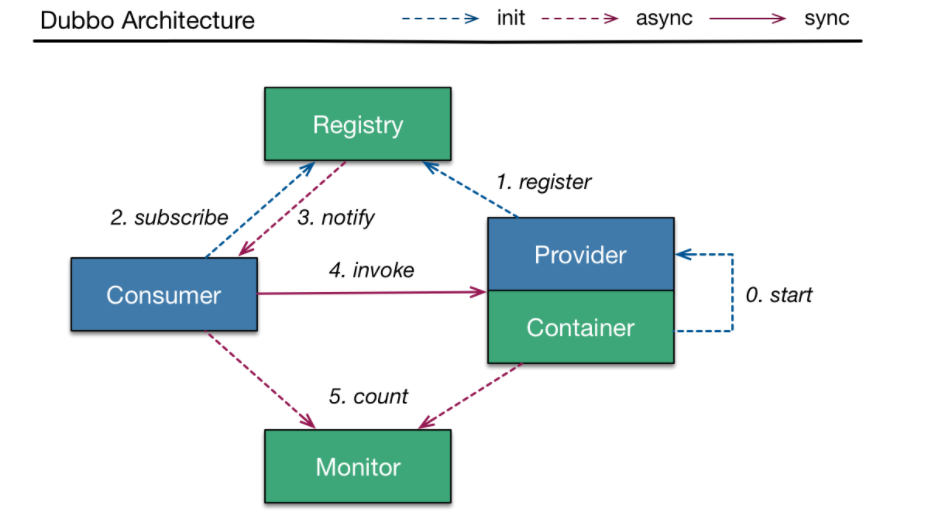 Dubbo Architecture
init
async
sync
Registry
1. register
2. subscribe
3. notify
Provider
4. invoke
Consumer
0. start
Container
5. count
Monitor